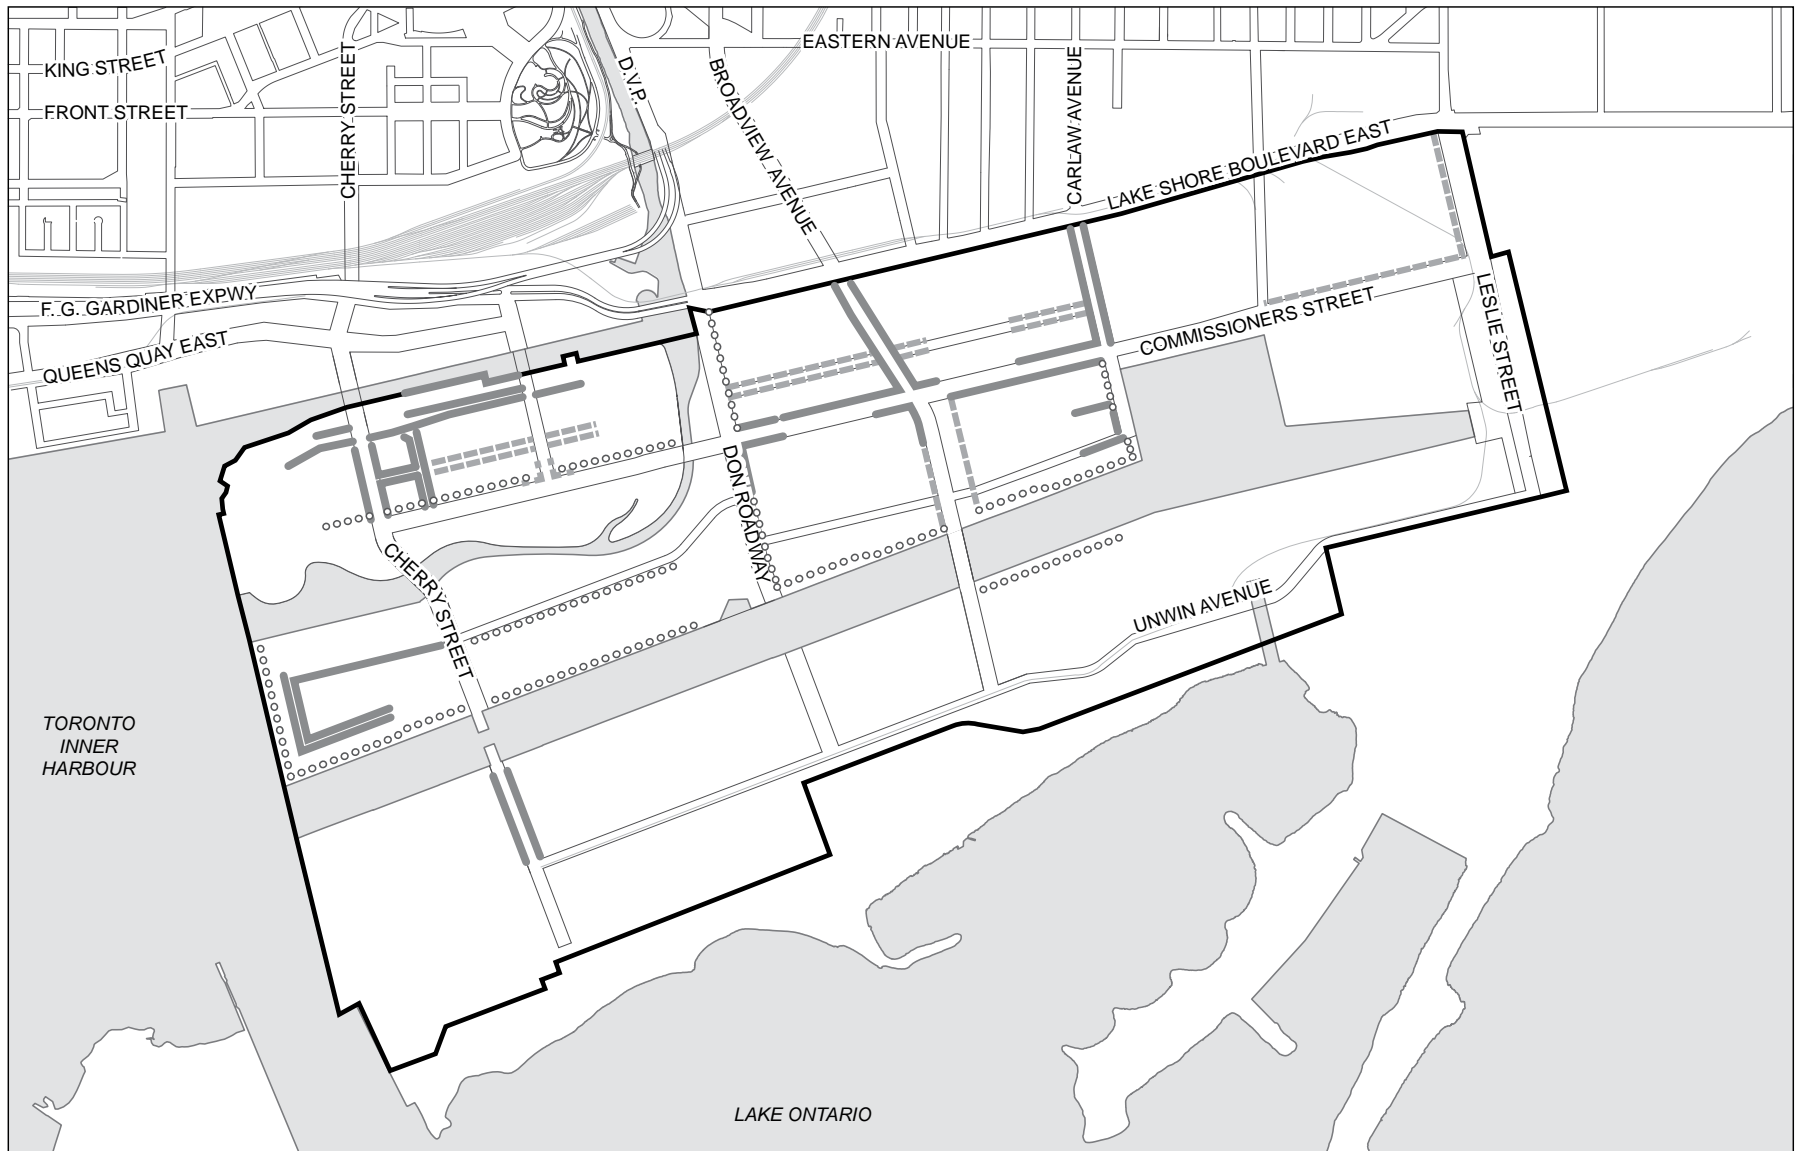 EASTERN AVENUE
KING STREET
FRONT STREET
CHERRY STREET
D.V.P.
BROADVIEW AVENUE
CARLAW AVENUE
LAKE SHORE BOULEVARD EAST
F. G. GARDINER EXPWY
QUEENS QUAY EAST
COMMISSIONERS STREET
LESLIE STREET
DON ROADWAY
CHERRY STREET
UNWIN AVENUE
TORONTO
INNER
HARBOUR
LAKE ONTARIO